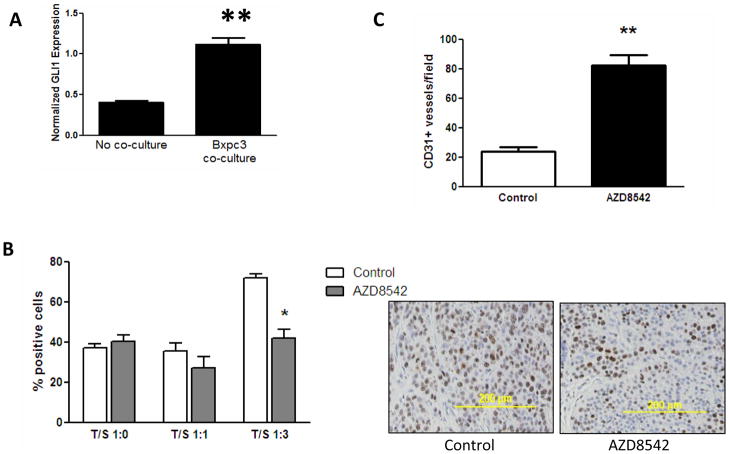 A
Normalized GLI1 Expression
1.5
1.0
0.5
0.0
**
No co-culture
Bxpc3
co-culture
C
CD31+ vessels/field
100
80
60
40
20
0
**
Control
AZD8542
B
% positive cells
80
60
40
20
0
*
T/S 1:0
T/S 1:1
T/S 1:3
Control
AZD8542
200 µm
200 µm
Control
AZD8542